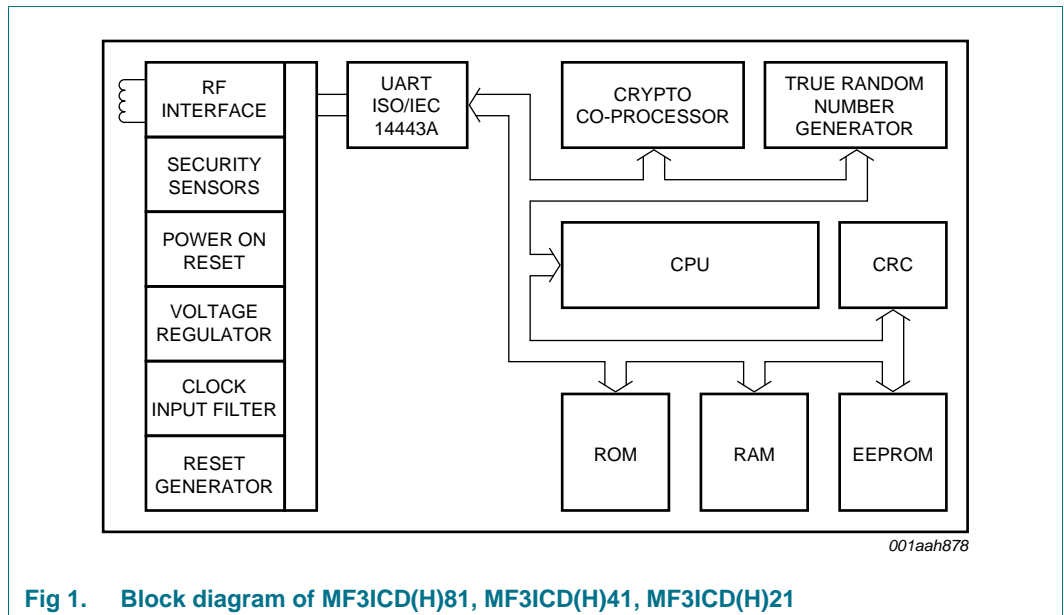 RF
INTERFACE
SECURITY
SENSORS
POWER ON
RESET
VOLTAGE
REGULATOR
CLOCK
INPUT FILTER
RESET
GENERATOR
UART
ISO/IEC
14443A
CRYPTO
CO-PROCESSOR
TRUE RANDOM
NUMBER
GENERATOR
CPU
CRC
ROM
RAM
EEPROM
001aah878
Fig 1. Block diagram of MF3ICD(H)81, MF3ICD(H)41, MF3ICD(H)21